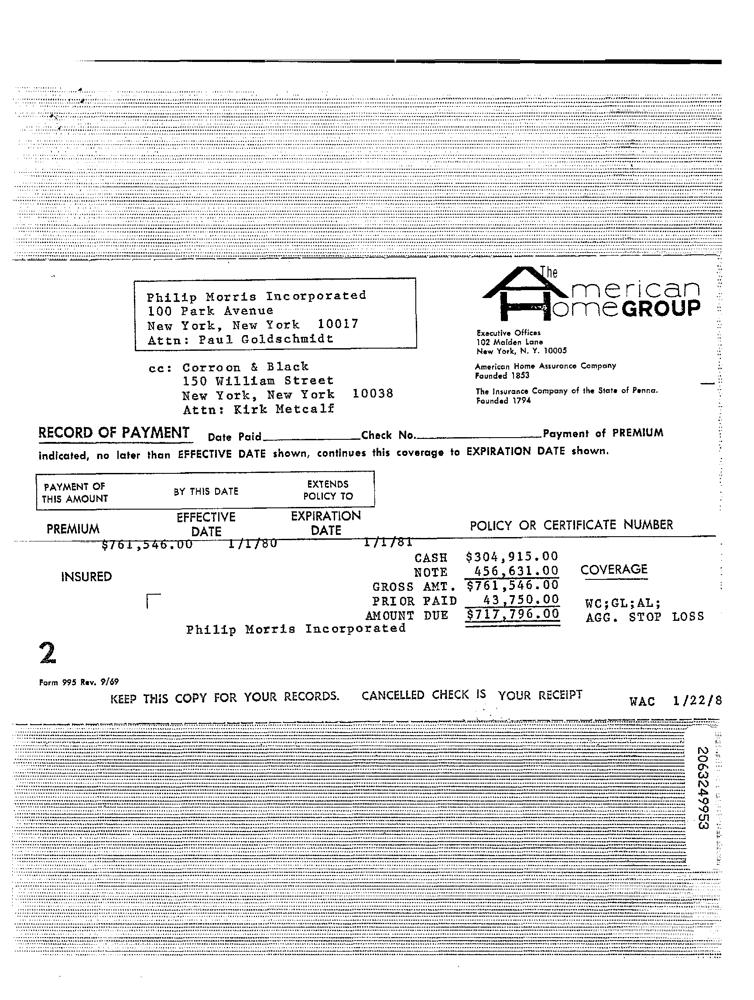 The
American
Home GROUP
Philip Morris Incorporated
100 Park Avenue
New York, New York 10017
Attn: Paul Goldschmidt
Executive Offices
102 Maiden Lane
New York, N. Y. 10005
American Home Assurance Company
Founded 1853
The Insurance Company of the State of Penna.
Founded 1794
cc: Corroon & Black
150 William Street
New York, New York 10038
Attn: Kirk Metcalf
RECORD OF PAYMENT Date Paid Check No. Payment of PREMIUM
indicated, no later than EFFECTIVE DATE shown, continues this coverage to EXPIRATION DATE shown.
PAYMENT OF THIS AMOUNT BY THIS DATE EXTENDS POLICY TO
PREMIUM EFFECTIVE DATE EXPIRATION DATE POLICY OR CERTIFICATE NUMBER
$761,546.00 1/1/80 1/1/81
CASH $304,915.00
NOTE 456,631.00 COVERAGE
INSURED
GROSS AMT. $761,546.00
PRIOR PAID 43,750.00 WC;GL;AL;
AMOUNT DUE $717,796.00 AGG. STOP LOSS
Philip Morris Incorporated
2
Form 995 Rev. 9/69
KEEP THIS COPY FOR YOUR RECORDS. CANCELLED CHECK IS YOUR RECEIPT
WAC 1/22/8
2063249953